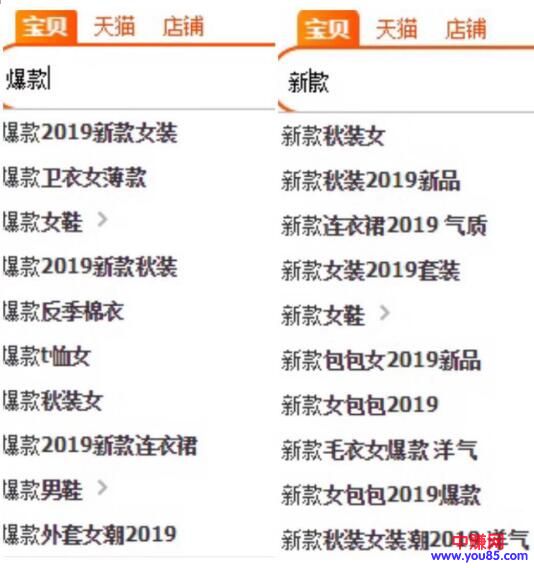 宝贝 天猫 店铺
爆款
爆款2019新款女装
爆款卫衣女薄款
爆款女鞋
爆款2019新款秋装
爆款反季棉衣
爆款t恤女
爆款秋装女
爆款2019新款连衣裙
爆款男鞋
爆款外套女潮2019
宝贝 天猫 店铺
新款
新款秋装女
新款秋装2019新品
新款连衣裙2019 气质
新款女装2019套装
新款女鞋
新款包包女2019新品
新款女包包2019
新款毛衣女爆款 洋气
新款女包包2019爆款
新款秋装女装潮2019 洋气
中赚网
www.you85.com